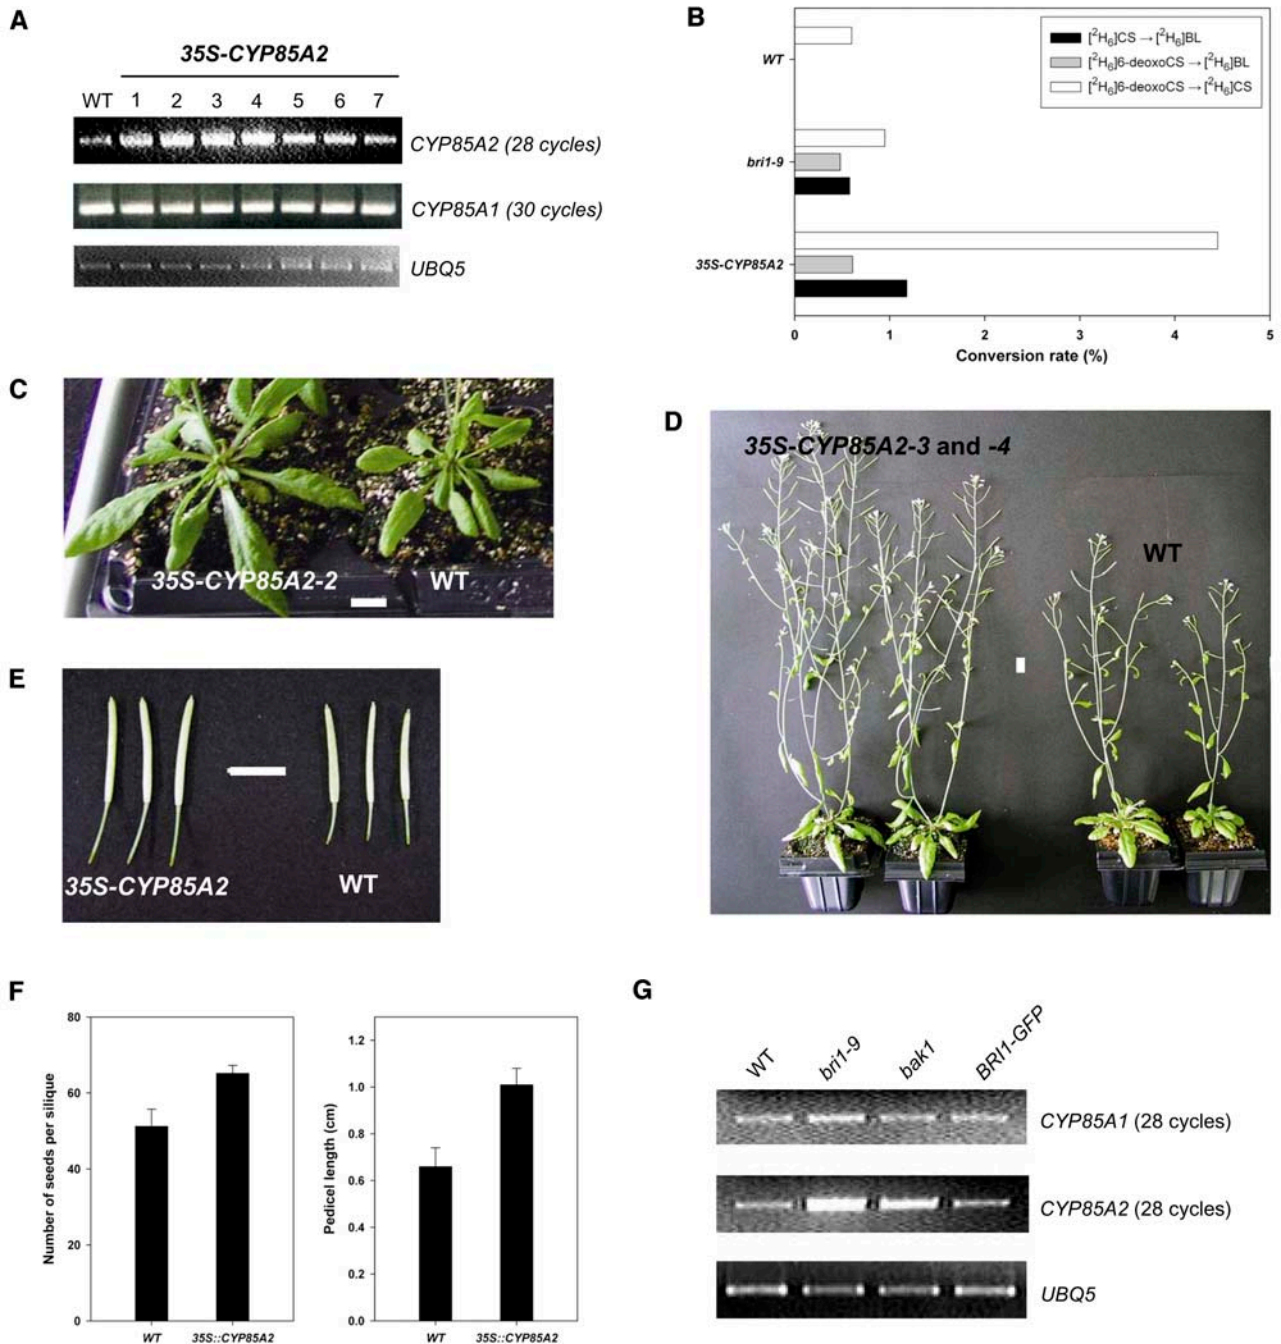 A
35S-CYP85A2
WT 1 2 3 4 5 6 7
CYP85A2 (28 cycles)
CYP85A1 (30 cycles)
UBQ5
B
[²H₆]CS → [²H₆]BL
[²H₆]6-deoxoCS → [²H₆]BL
[²H₆]6-deoxoCS → [²H₆]CS
WT
bri1-9
35S-CYP85A2
0 1 2 3 4 5
Conversion rate (%)
C
35S-CYP85A2-2 WT
D
35S-CYP85A2-3 and -4
WT
E
35S-CYP85A2 WT
F
Number of seeds per silique
80
60
40
20
0
WT 35S::CYP85A2
Pedicel length (cm)
1.2
1.0
0.8
0.6
0.4
0.2
0.0
WT 35S::CYP85A2
G
WT bri1-9 bak1 BRI1-GFP
CYP85A1 (28 cycles)
CYP85A2 (28 cycles)
UBQ5